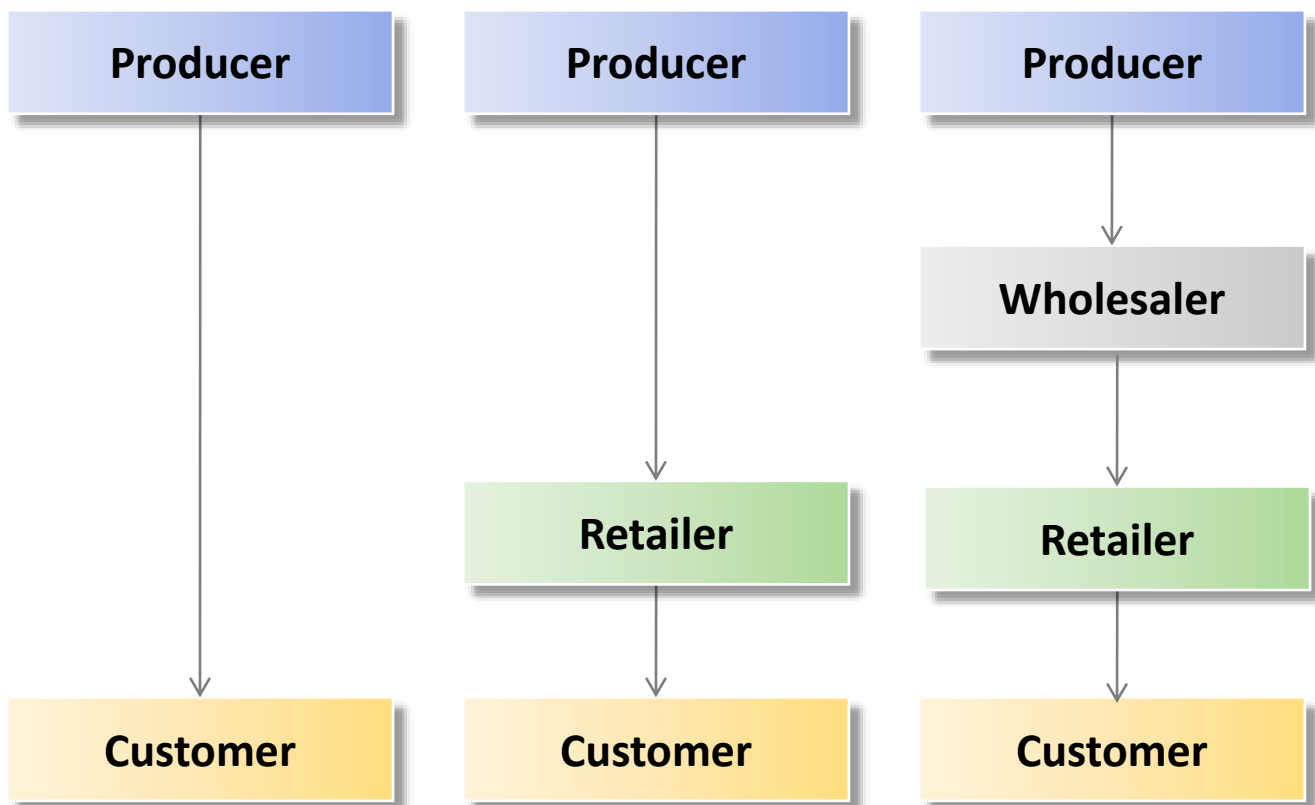 Producer
Producer
Producer
Wholesaler
Retailer
Retailer
Customer
Customer
Customer